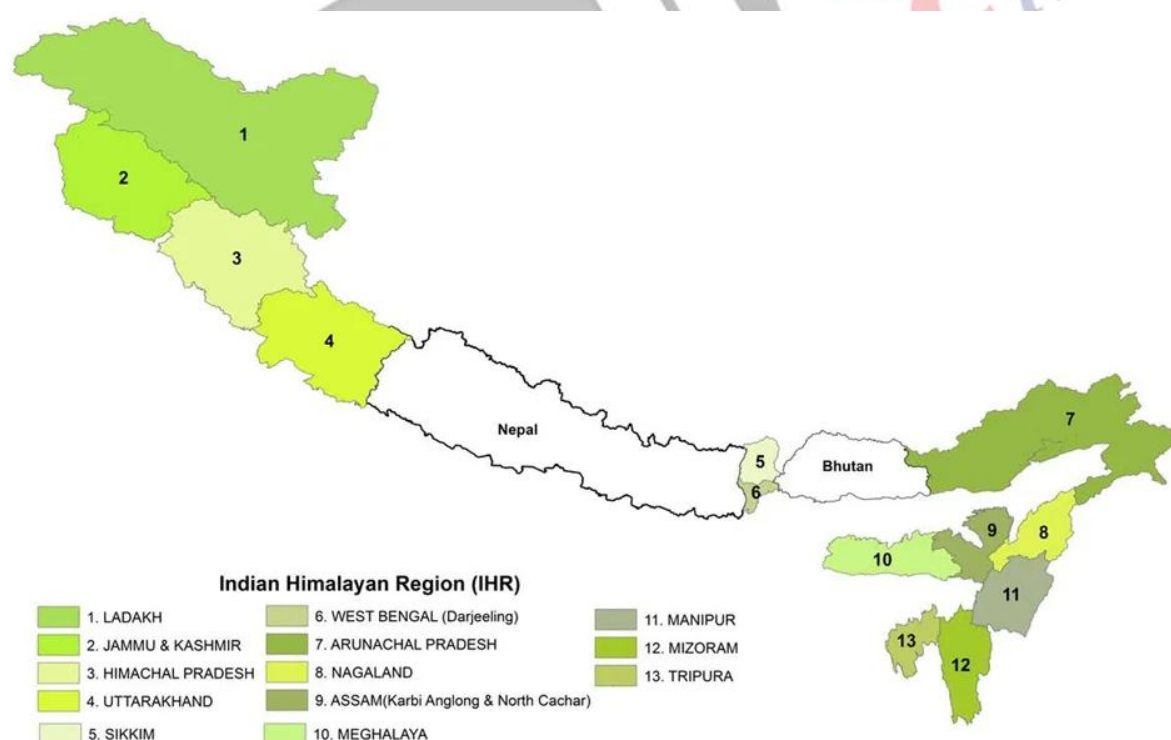 1
2
3
4
Nepal
5
6
Bhutan
7
8
9
10
11
12
13
Indian Himalayan Region (IHR)
1. LADAKH
2. JAMMU & KASHMIR
3. HIMACHAL PRADESH
4. UTTARAKHAND
5. SIKKIM
6. WEST BENGAL (Darjeeling)
7. ARUNACHAL PRADESH
8. NAGALAND
9. ASSAM(Karbi Anglong & North Cachar)
10. MEGHALAYA
11. MANIPUR
12. MIZORAM
13. TRIPURA